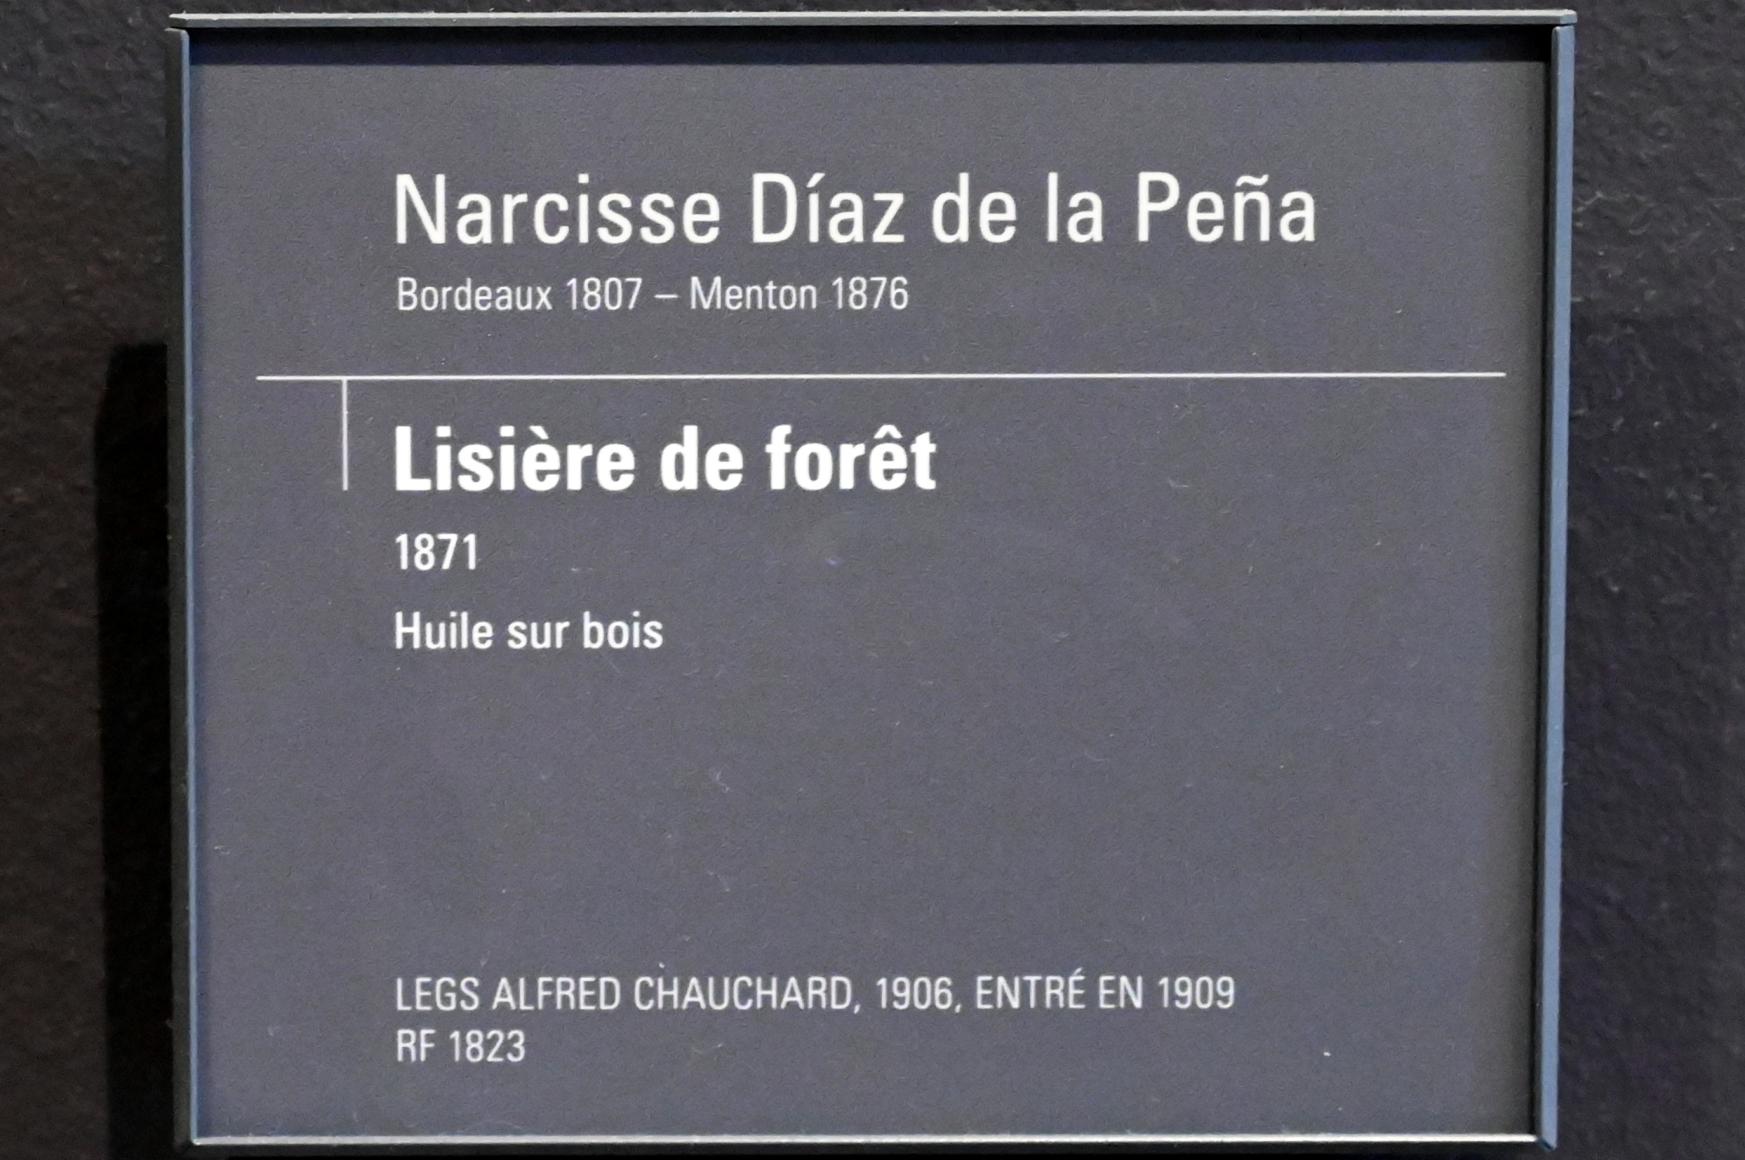 Narcisse Díaz de la Peña
Bordeaux 1807 – Menton 1876
Lisière de forêt
1871
Huile sur bois
LEGS ALFRED CHAUCHARD, 1906, ENTRÉ EN 1909
RF 1823